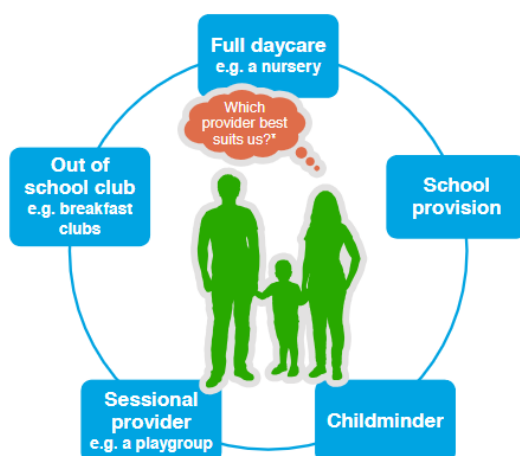 Full daycare
e.g. a nursery
Which
provider best
suits us?¶
Out of
school club
e.g. breakfast
clubs
School
provision
Sessional
provider
e.g. a playgroup
Childminder